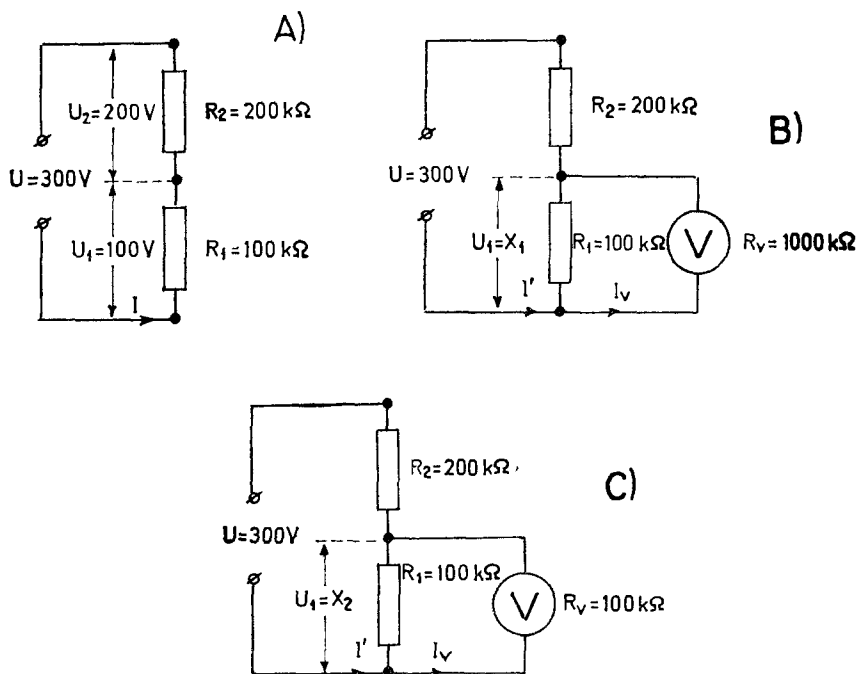 A)
U₂=200V
R₂=200kΩ
U=300V
U₁=100V
R₁=100kΩ
I
B)
R₂=200kΩ
U=300V
U₁=X₁
R₁=100kΩ
V
Rᵥ=1000kΩ
I'
Iᵥ
C)
R₂=200kΩ
U=300V
U₁=X₂
R₁=100kΩ
V
Rᵥ=100kΩ
I'
Iᵥ